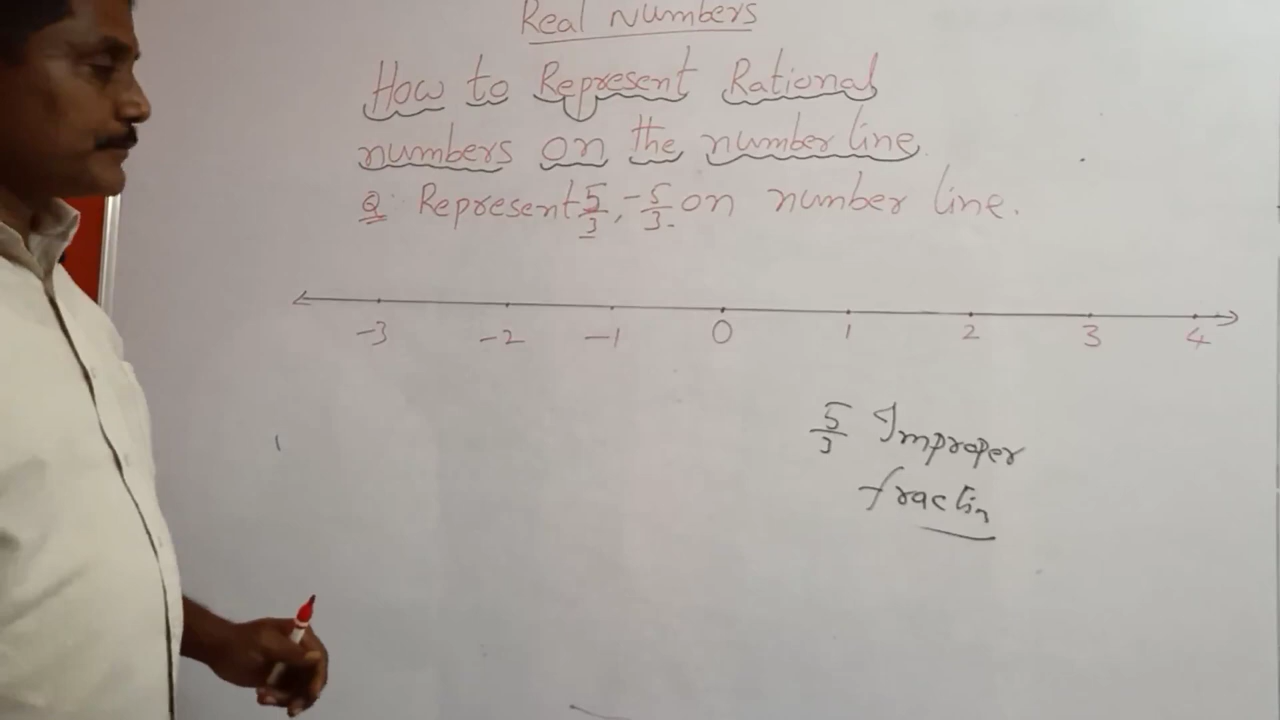 Real Numbers
How to Represent Rational
numbers on the number line.
Q Represent 5/3, -5/3 on number line.
-3 -2 -1 0 1 2 3 4
5/3 Improper
fractin